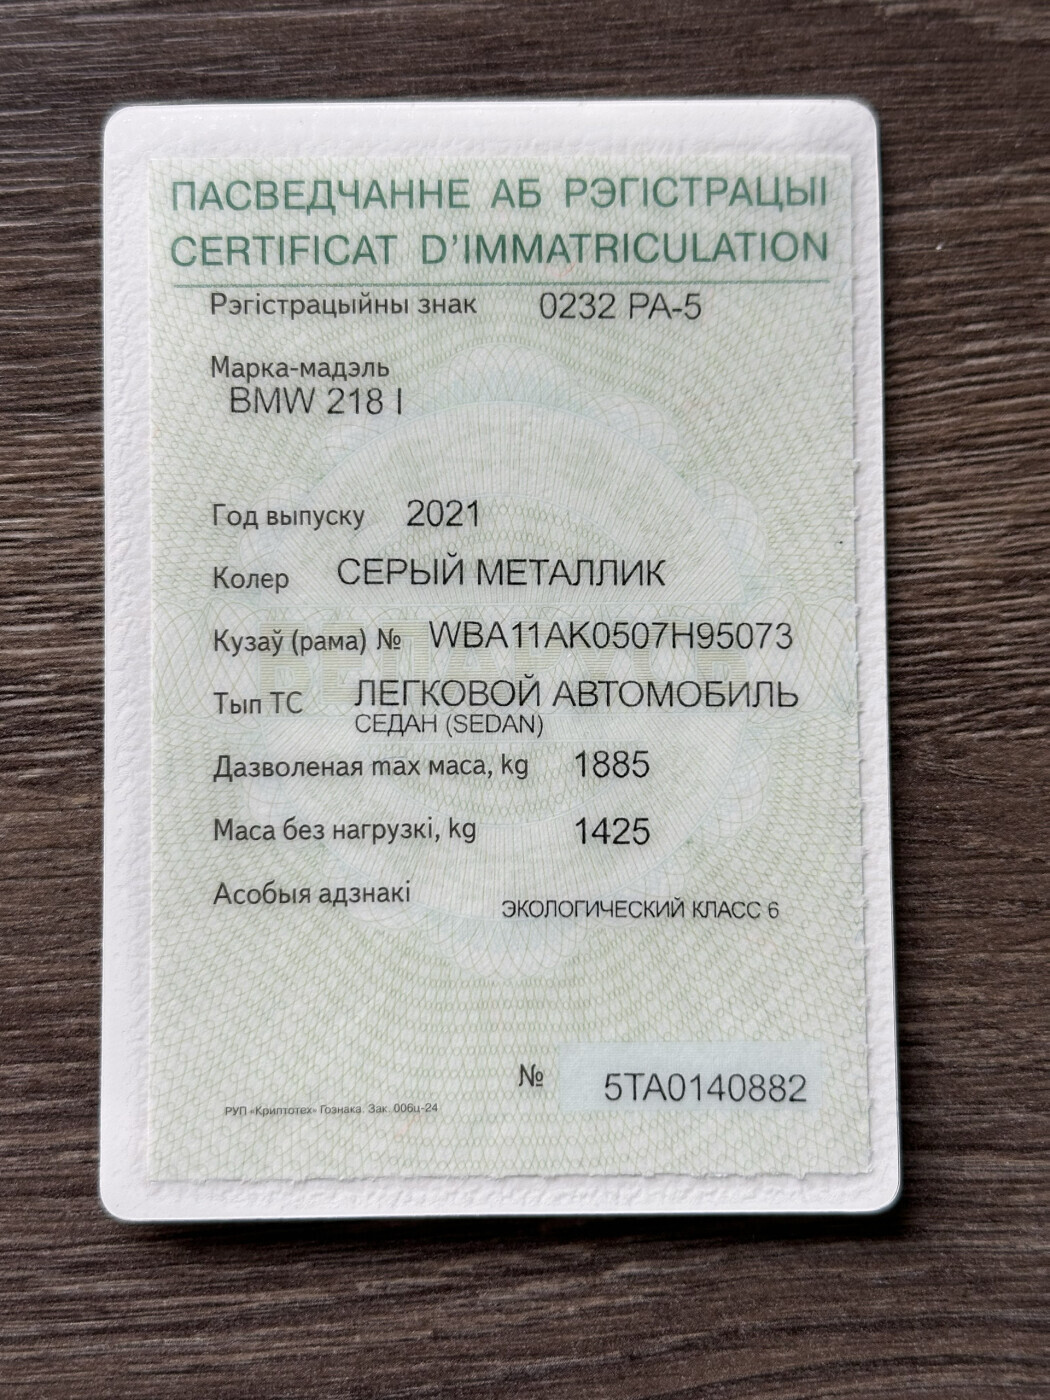 ПАСВЕДЧАННЕ АБ РЭГІСТРАЦЫІ
CERTIFICAT D'IMMATRICULATION
Рэгістрацыйны знак 0232 PA-5
Марка-мадэль
BMW 218 I
Год выпуску 2021
Колер СЕРЫЙ МЕТАЛЛИК
Кузаў (рама) № WBA11AK0507H95073
Тып ТС ЛЕГКОВОЙ АВТОМОБИЛЬ
СЕДАН (SEDAN)
Дазволеная max маса, kg 1885
Маса без нагрузкі, kg 1425
Асобыя адзнакі
ЭКОЛОГИЧЕСКИЙ КЛАСС 6
№ 5TA0140882
РУП «Криптотех» Гознака. Зак. 006ц-24